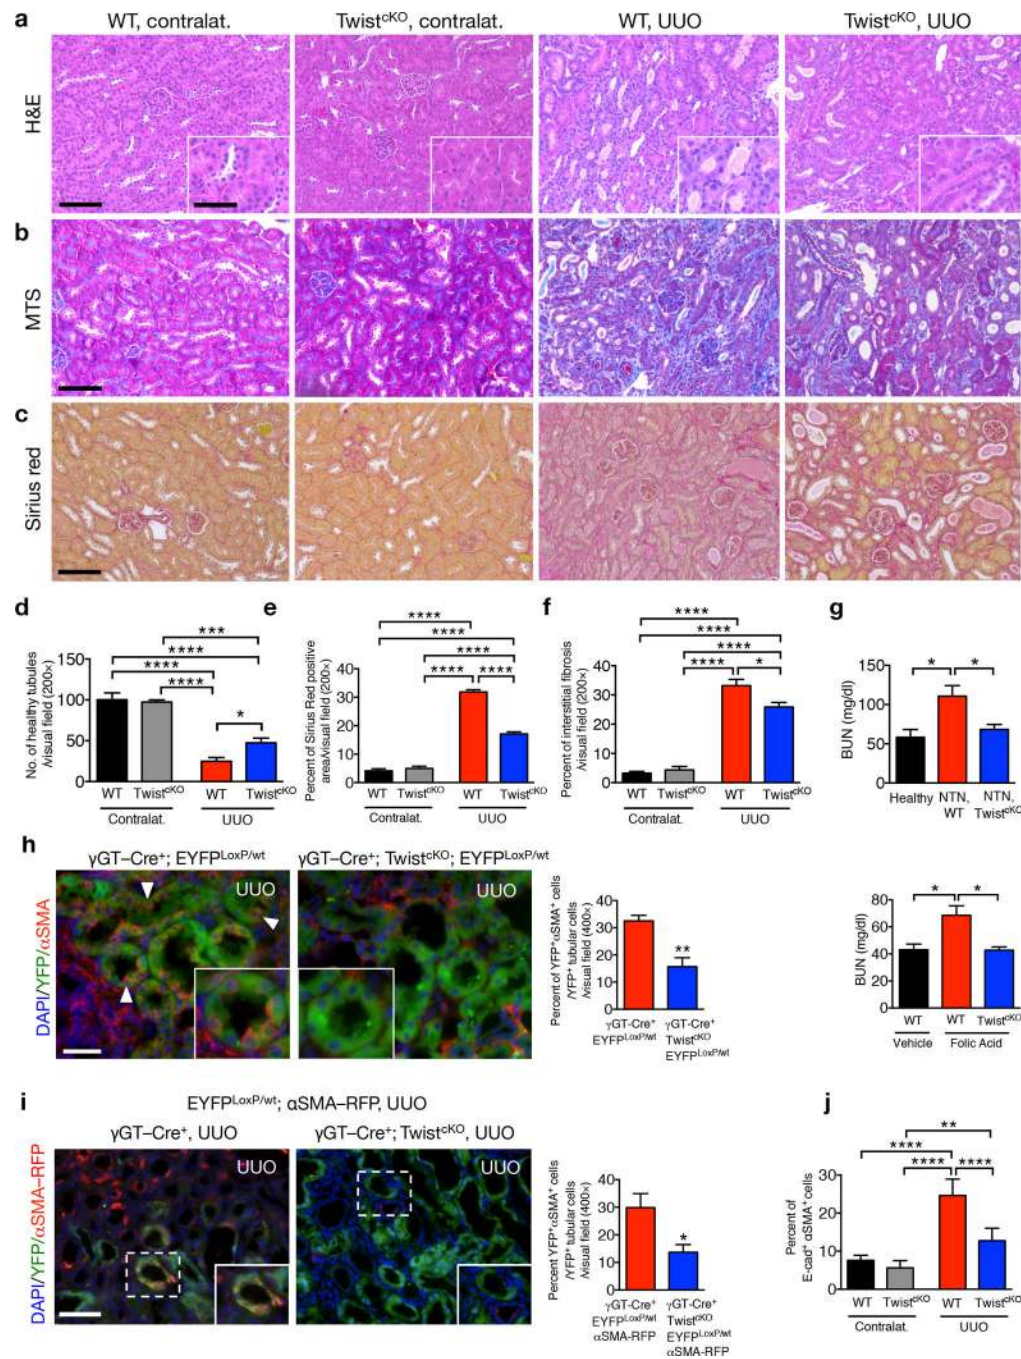 a
WT, contralat.
Twist^cKO, contralat.
WT, UUO
Twist^cKO, UUO
H&E
b
MTS
c
Sirius red
d
No. of healthy tubules
/visual field (200×)
150
100
50
0
***
****
****
****
*
WT Twist^cKO WT Twist^cKO
Contralat. UUO
e
Percent of Sirius Red positive
area/visual field (200×)
40
30
20
10
0
****
****
****
**** ****
WT Twist^cKO WT Twist^cKO
Contralat. UUO
f
Percent of interstitial fibrosis
/visual field (200×)
40
30
20
10
0
****
****
****
**** *
WT Twist^cKO WT Twist^cKO
Contralat. UUO
g
BUN (mg/dl)
150
100
50
0
* *
Healthy NTN, NTN,
WT Twist^cKO
BUN (mg/dl)
80
60
40
20
0
* *
WT WT Twist^cKO
Vehicle Folic Acid
h
γGT–Cre+; EYFP^LoxP/wt
γGT–Cre+; Twist^cKO; EYFP^LoxP/wt
DAPI/YFP/αSMA
UUO
UUO
Percent of YFP+αSMA+ cells
/YFP+ tubular cells
/visual field (400×)
40
30
20
10
0
**
γGT-Cre+ γGT-Cre+
EYFP^LoxP/wt Twist^cKO
EYFP^LoxP/wt
i
EYFP^LoxP/wt; αSMA–RFP, UUO
γGT–Cre+, UUO
γGT–Cre+; Twist^cKO, UUO
DAPI/YFP/αSMA–RFP
UUO
UUO
Percent YFP+αSMA+ cells
/YFP+ tubular cells
/visual field (400×)
40
30
20
10
0
*
γGT-Cre+ γGT-Cre+
EYFP^LoxP/wt Twist^cKO
αSMA-RFP EYFP^LoxP/wt
αSMA-RFP
j
Percent of
E-cad+ αSMA+ cells
30
20
10
0
**
****
**** ****
WT Twist^cKO WT Twist^cKO
Contralat. UUO